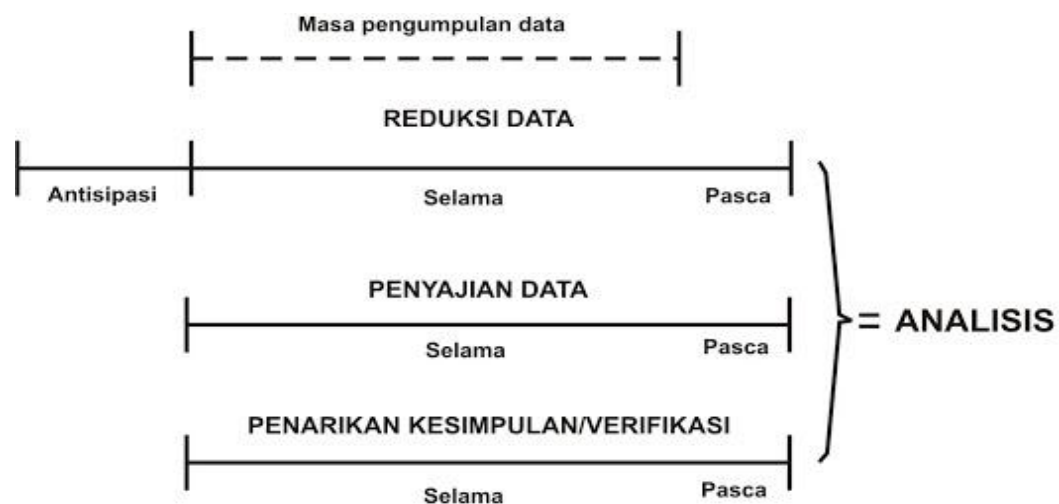 Masa pengumpulan data
REDUKSI DATA
Antisipasi Selama Pasca
PENYAJIAN DATA
Selama Pasca
= ANALISIS
PENARIKAN KESIMPULAN/VERIFIKASI
Selama Pasca